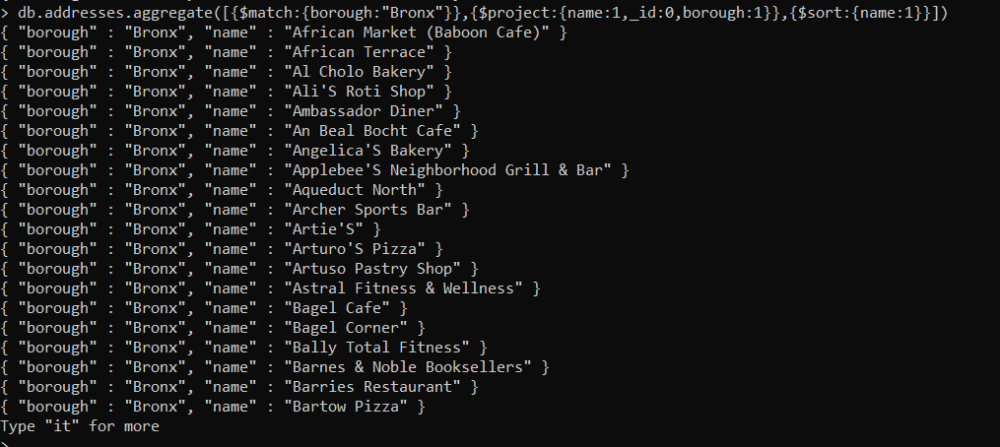 > db.addresses.aggregate([{$match:{borough:"Bronx"}},{$project:{name:1,_id:0,borough:1}},{$sort:{name:1}}])
{ "borough" : "Bronx", "name" : "African Market (Baboon Cafe)" }
{ "borough" : "Bronx", "name" : "African Terrace" }
{ "borough" : "Bronx", "name" : "Al Cholo Bakery" }
{ "borough" : "Bronx", "name" : "Ali'S Roti Shop" }
{ "borough" : "Bronx", "name" : "Ambassador Diner" }
{ "borough" : "Bronx", "name" : "An Beal Bocht Cafe" }
{ "borough" : "Bronx", "name" : "Angelica'S Bakery" }
{ "borough" : "Bronx", "name" : "Applebee'S Neighborhood Grill & Bar" }
{ "borough" : "Bronx", "name" : "Aqueduct North" }
{ "borough" : "Bronx", "name" : "Archer Sports Bar" }
{ "borough" : "Bronx", "name" : "Artie'S" }
{ "borough" : "Bronx", "name" : "Arturo'S Pizza" }
{ "borough" : "Bronx", "name" : "Artuso Pastry Shop" }
{ "borough" : "Bronx", "name" : "Astral Fitness & Wellness" }
{ "borough" : "Bronx", "name" : "Bagel Cafe" }
{ "borough" : "Bronx", "name" : "Bagel Corner" }
{ "borough" : "Bronx", "name" : "Bally Total Fitness" }
{ "borough" : "Bronx", "name" : "Barnes & Noble Booksellers" }
{ "borough" : "Bronx", "name" : "Barries Restaurant" }
{ "borough" : "Bronx", "name" : "Bartow Pizza" }
Type "it" for more
>